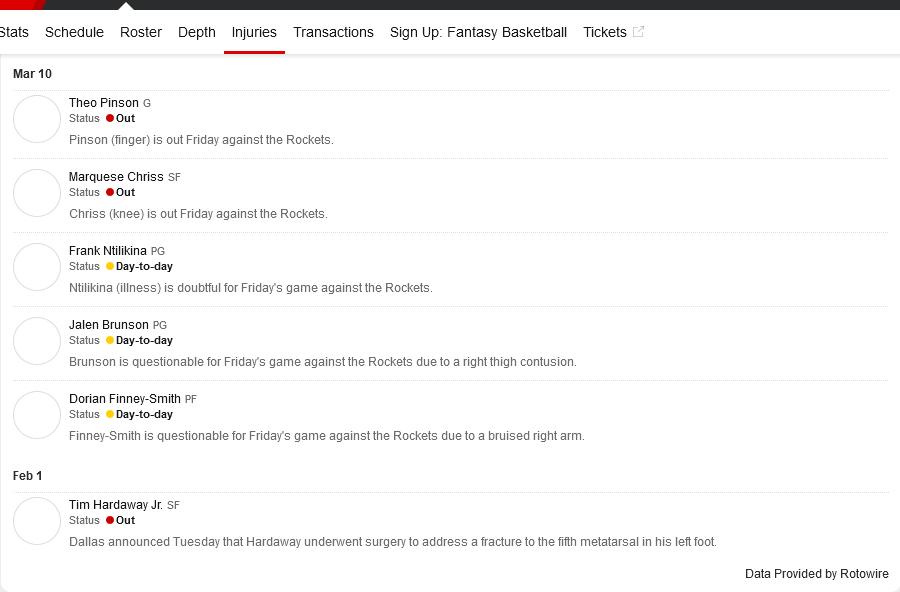 Stats Schedule Roster Depth Injuries Transactions Sign Up: Fantasy Basketball Tickets
Mar 10
Theo Pinson G
Status Out
Pinson (finger) is out Friday against the Rockets.
Marquese Chriss SF
Status Out
Chriss (knee) is out Friday against the Rockets.
Frank Ntilikina PG
Status Day-to-day
Ntilikina (illness) is doubtful for Friday's game against the Rockets.
Jalen Brunson PG
Status Day-to-day
Brunson is questionable for Friday's game against the Rockets due to a right thigh contusion.
Dorian Finney-Smith PF
Status Day-to-day
Finney-Smith is questionable for Friday's game against the Rockets due to a bruised right arm.
Feb 1
Tim Hardaway Jr. SF
Status Out
Dallas announced Tuesday that Hardaway underwent surgery to address a fracture to the fifth metatarsal in his left foot.
Data Provided by Rotowire